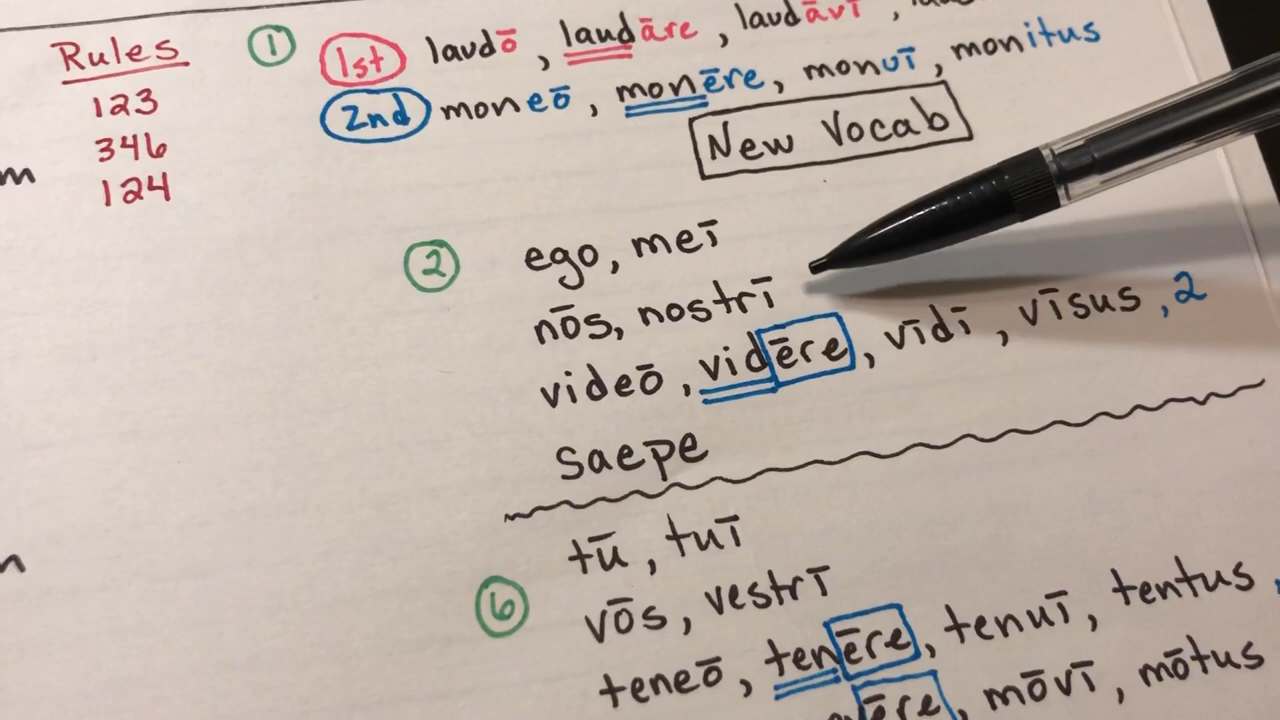 Rules
123
346
124
m
① 1st laudō, laudāre, laudāvī,
2nd moneō, monēre, monuī, monitus
New Vocab
② ego, meī
nōs, nostrī
videō, vidēre, vīdī, vīsus, 2
saepe
tū, tuī
⑥ vōs, vestrī
teneō, tenēre, tenuī, tentus
mōvī, mōtus